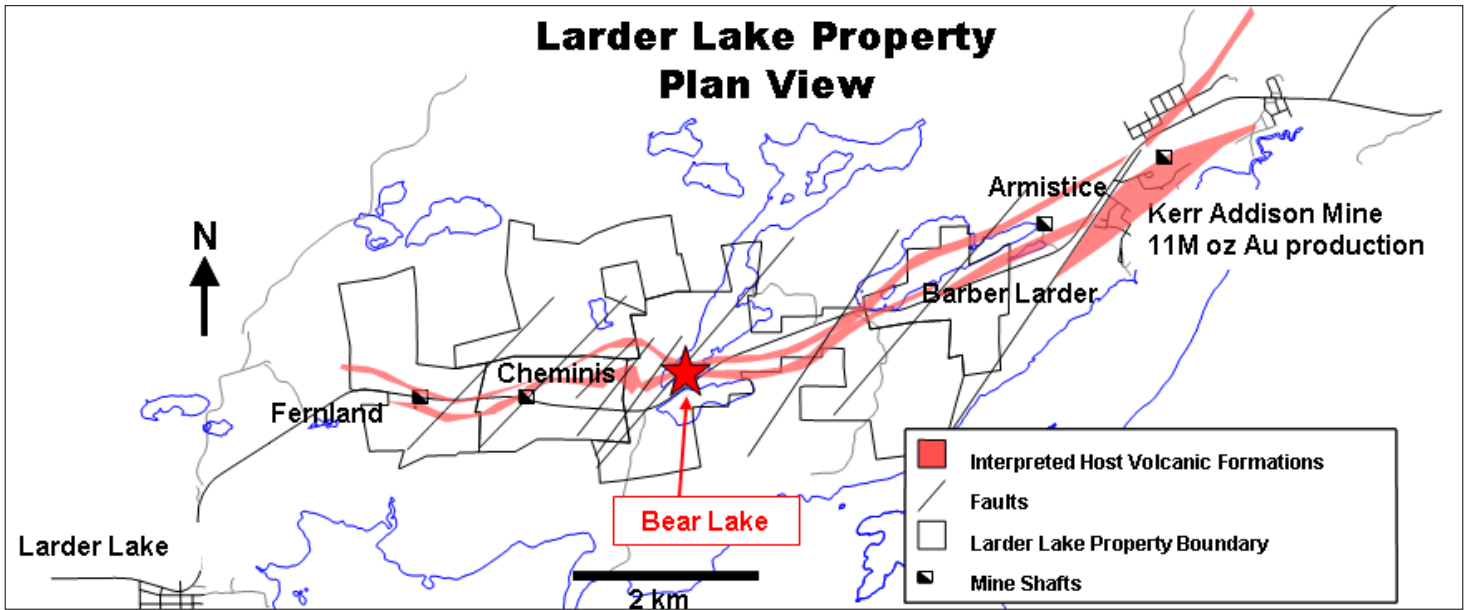 Larder Lake Property
Plan View
N
Armistice
Kerr Addison Mine
11M oz Au production
Barber Larder
Cheminis
Fernland
Bear Lake
Larder Lake
2 km
Interpreted Host Volcanic Formations
Faults
Larder Lake Property Boundary
Mine Shafts